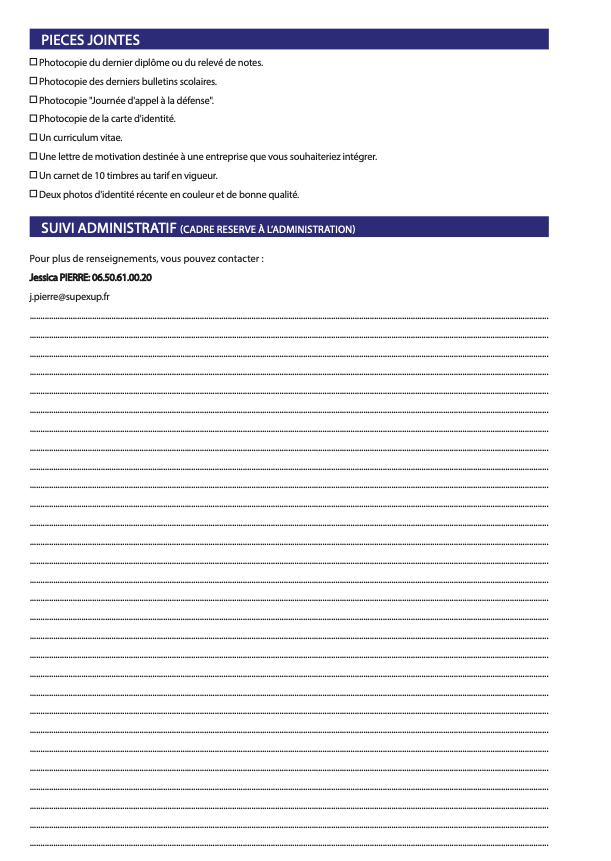 PIECES JOINTES
☐ Photocopie du dernier diplôme ou du relevé de notes.
☐ Photocopie des derniers bulletins scolaires.
☐ Photocopie "Journée d'appel à la défense".
☐ Photocopie de la carte d'identité.
☐ Un curriculum vitae.
☐ Une lettre de motivation destinée à une entreprise que vous souhaiteriez intégrer.
☐ Un carnet de 10 timbres au tarif en vigueur.
☐ Deux photos d'identité récente en couleur et de bonne qualité.
SUIVI ADMINISTRATIF (CADRE RESERVE À L'ADMINISTRATION)
Pour plus de renseignements, vous pouvez contacter :
Jessica PIERRE: 06.50.61.00.20
j.pierre@supexup.fr